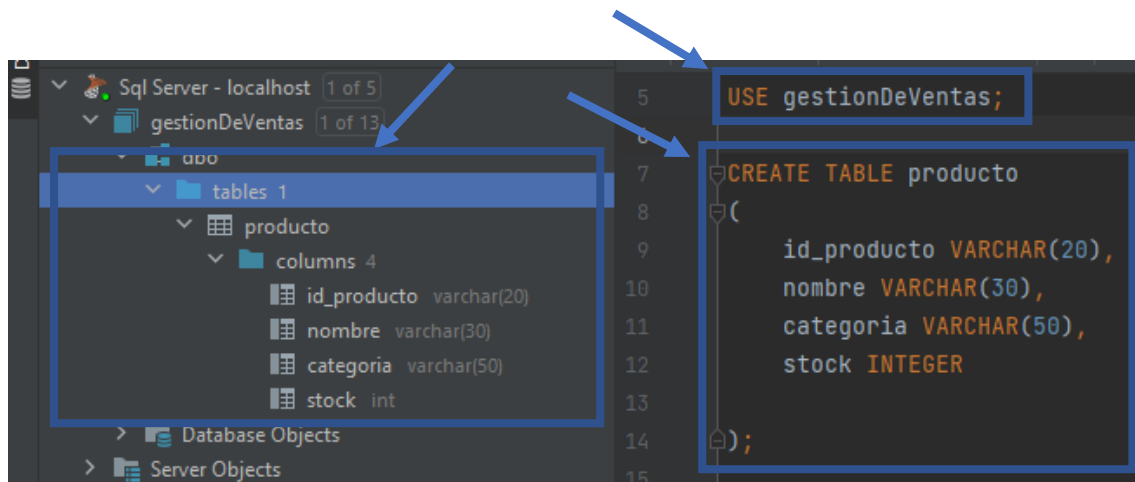 D
Sql Server - localhost 1 of 5
gestionDeVentas 1 of 13
dbo
tables 1
producto
columns 4
id_producto varchar(20)
nombre varchar(30)
categoria varchar(50)
stock int
Database Objects
Server Objects
5 USE gestionDeVentas;
6
7 CREATE TABLE producto
8 (
9 id_producto VARCHAR(20),
10 nombre VARCHAR(30),
11 categoria VARCHAR(50),
12 stock INTEGER
13
14 );
15